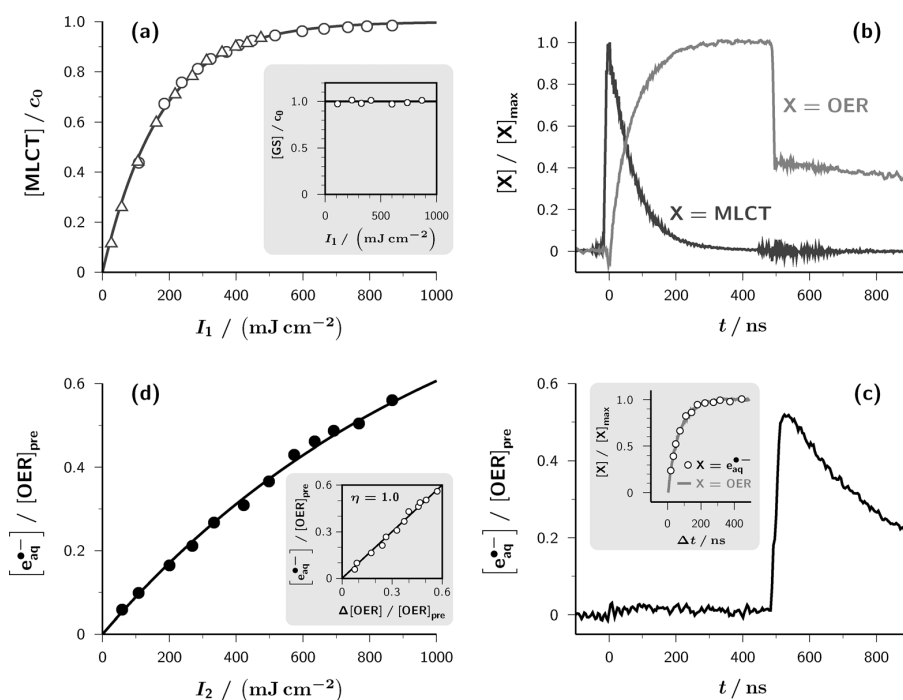 (a)
[MLCT] / c₀
1.0
0.8
0.6
0.4
0.2
0
0 200 400 600 800 1000
I₁ / (mJ cm⁻²)
[GS] / c₀
1.0
0.5
0
0 500 1000
I₁ / (mJ cm⁻²)
(b)
[X] / [X]max
1.0
0.8
0.6
0.4
0.2
0
X = OER
X = MLCT
0 200 400 600 800
t / ns
(d)
[eaq•−] / [OER]pre
0.6
0.4
0.2
0
0 200 400 600 800 1000
I₂ / (mJ cm⁻²)
η = 1.0
[eaq•−] / [OER]pre
0.6
0.3
0
0 0.3 0.6
Δ[OER] / [OER]pre
(c)
[eaq•−] / [OER]pre
0.6
0.4
0.2
0
0 200 400 600 800
t / ns
[X] / [X]max
1.0
0.5
0
X = eaq•−
X = OER
0 200 400
Δt / ns